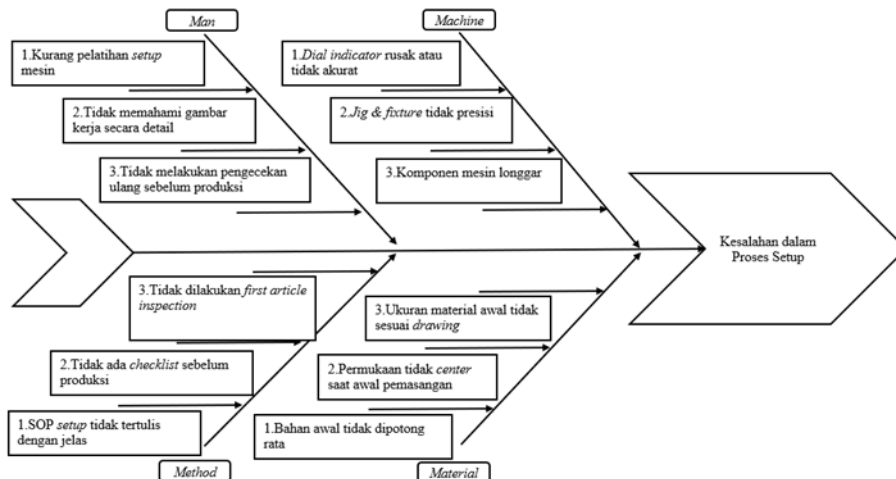 Man
Machine
1.Kurang pelatihan setup
mesin
1.Dial indicator rusak atau
tidak akurat
2.Tidak memahami gambar
kerja secara detail
2.Jig & fixture tidak presisi
3.Tidak melakukan pengecekan
ulang sebelum produksi
3.Komponen mesin longgar
Kesalahan dalam
Proses Setup
3.Tidak dilakukan first article
inspection
3.Ukuran material awal tidak
sesuai drawing
2.Tidak ada checklist sebelum
produksi
2.Permukaan tidak center
saat awal pemasangan
1.SOP setup tidak tertulis
dengan jelas
1.Bahan awal tidak dipotong
rata
Method
Material